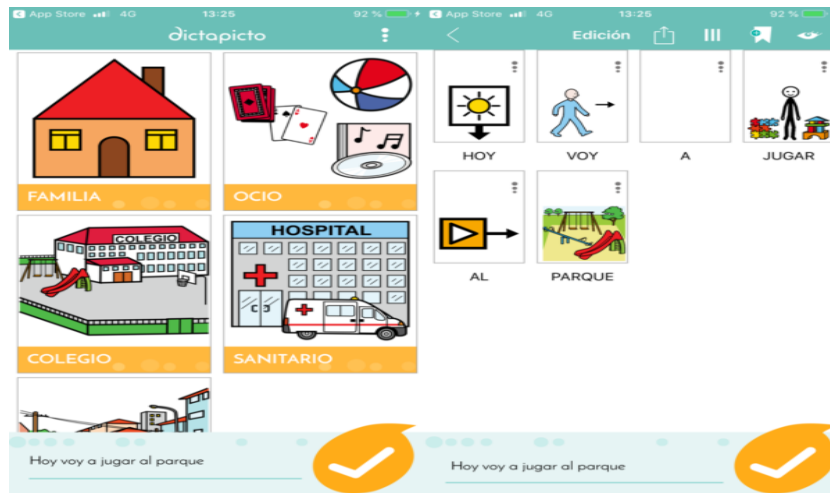 App Store 4G 13:25 92 %
dictapicto
FAMILIA
OCIO
COLEGIO
COLEGIO
HOSPITAL
SANITARIO
Hoy voy a jugar al parque
App Store 4G 13:25 92 %
Edición
HOY VOY A JUGAR
AL PARQUE
Hoy voy a jugar al parque